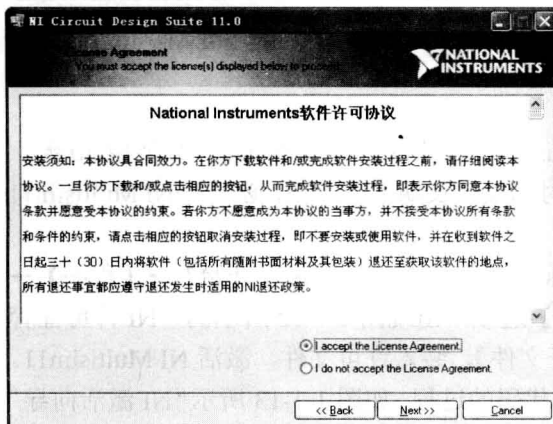 NI Circuit Design Suite 11.0
License Agreement
You must accept the license(s) displayed below to proceed.
NATIONAL
INSTRUMENTS
National Instruments软件许可协议
安装须知：本协议具合同效力。在你方下载软件和/或完成软件安装过程之前，请仔细阅读本
协议。一旦你方下载和/或点击相应的按钮，从而完成安装过程，即表示你方同意本协议
条款并愿意受本协议的约束。若你方不愿意成为本协议的当事方，并不接受本协议所有条款
和条件的约束，请点击相应的按钮取消安装过程，即不要安装或使用软件，并在收到软件之
日起三十（30）日内将软件（包括所有随附书面材料及其包装）退还至获取该软件的地点，
所有退还事宜都应遵守退还发生时适用的NI退还政策。
I accept the License Agreement.
I do not accept the License Agreement.
<< Back
Next >>
Cancel